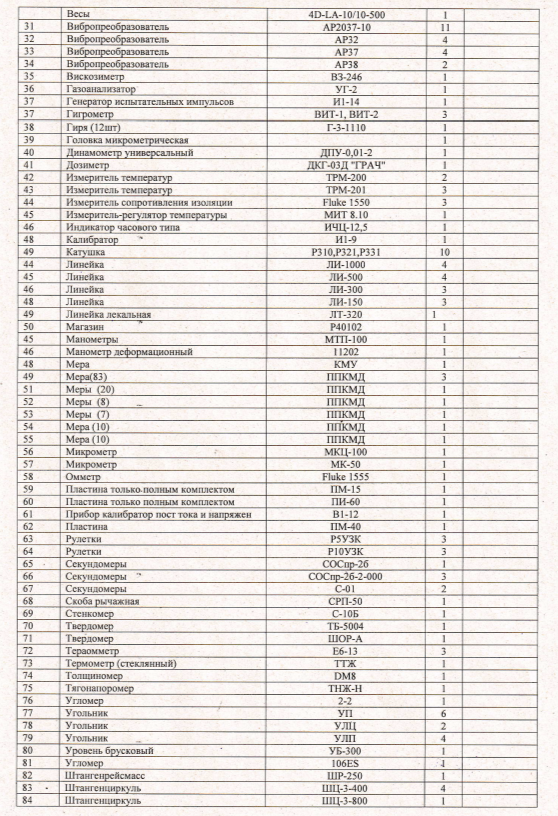 Весы 4D-LA-10/10-500 1
31 Вибропреобразователь АР2037-10 11
32 Вибропреобразователь АР32 4
33 Вибропреобразователь АР37 4
34 Вибропреобразователь АР38 2
35 Вискозиметр ВЗ-246 1
36 Газоанализатор УГ-2 1
37 Генератор испытательных импульсов И1-14 1
37 Гигрометр ВИТ-1, ВИТ-2 3
38 Гиря (12шт) Г-3-1110 1
39 Головка микрометрическая 1
40 Динамометр универсальный ДПУ-0,01-2 1
41 Дозиметр ДКГ-03Д "ГРАЧ" 1
42 Измеритель температур ТРМ-200 2
43 Измеритель температур ТРМ-201 3
44 Измеритель сопротивления изоляции Fluke 1550 3
45 Измеритель-регулятор температуры МИТ 8.10 1
46 Индикатор часового типа ИЧЦ-12,5 1
48 Калибратор И1-9 1
49 Катушка Р310,Р321,Р331 10
44 Линейка ЛИ-1000 4
45 Линейка ЛИ-500 4
46 Линейка ЛИ-300 3
48 Линейка ЛИ-150 3
49 Линейка лекальная ЛТ-320 1
50 Магазин Р40102 1
45 Манометры МТП-100 1
46 Манометр деформационный 11202 1
48 Мера КМУ 1
49 Мера(83) ППКМД 3
51 Меры (20) ППКМД 1
52 Меры (8) ППКМД 1
53 Меры (7) ППКМД 1
54 Мера (10) ППКМД 1
55 Мера (10) ППКМД 1
56 Микрометр МКЦ-100 1
57 Микрометр МК-50 1
58 Омметр Fluke 1555 1
59 Пластина только полным комплектом ПМ-15 1
60 Пластина только полным комплектом ПИ-60 1
61 Прибор калибратор пост тока и напряжен В1-12 1
62 Пластина ПМ-40 1
63 Рулетки Р5УЗК 3
64 Рулетки Р10УЗК 3
65 Секундомеры СОСпр-2б 1
66 Секундомеры СОСпр-2б-2-000 3
67 Секундомеры С-01 2
68 Скоба рычажная СРП-50 1
69 Стенкомер С-10Б 1
70 Твердомер ТБ-5004 1
71 Твердомер ШОР-А 1
72 Тераомметр Е6-13 3
73 Термометр (стеклянный) ТТЖ 1
74 Толщиномер DM8 1
75 Тягонапоромер ТНЖ-Н 1
76 Угломер 2-2 1
77 Угольник УП 6
78 Угольник УЛЦ 2
79 Угольник УЛП 4
80 Уровень брусковый УБ-300 1
81 Угломер 106ES 1
82 Штангенрейсмасс ШР-250 1
83 Штангенциркуль ШЦ-3-400 4
84 Штангенциркуль ШЦ-3-800 1